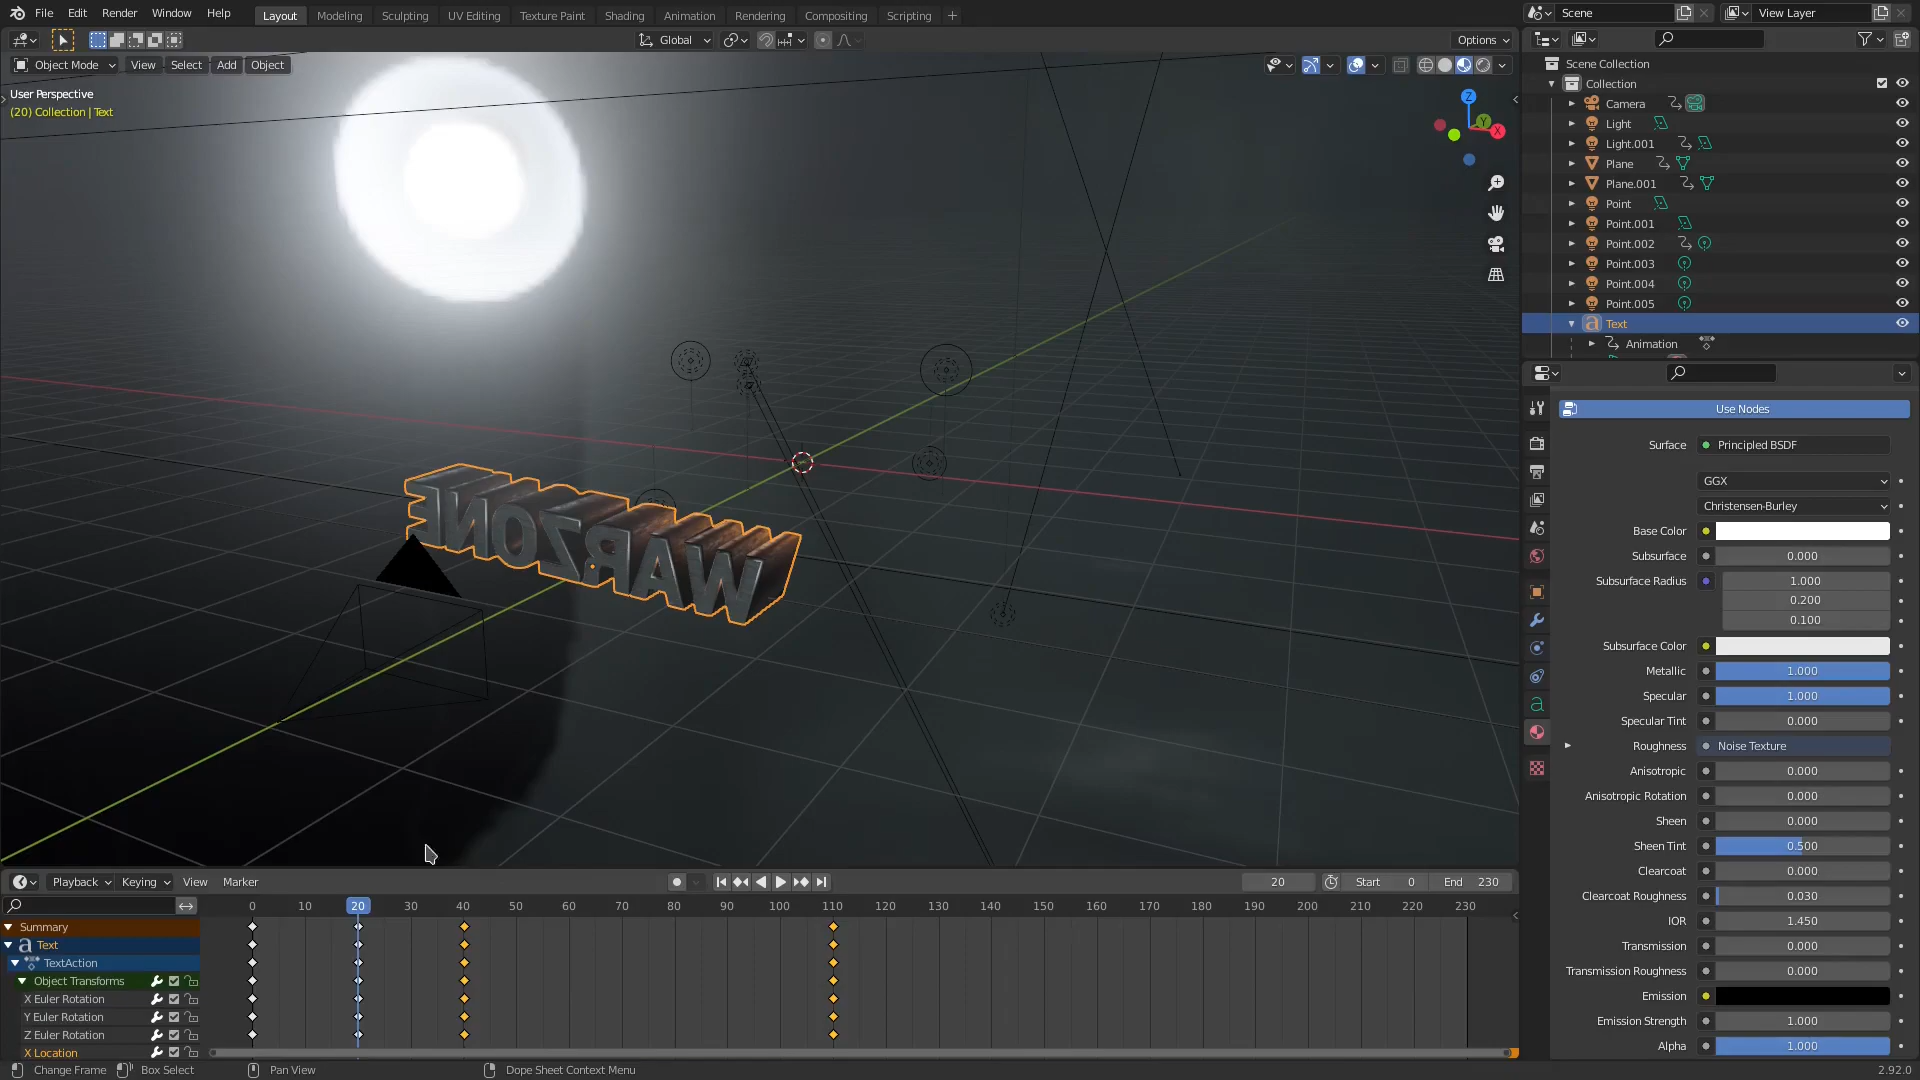 File Edit Render Window Help Layout Modeling Sculpting UV Editing Texture Paint Shading Animation Rendering Compositing Scripting + Scene View Layer
Global Options
Object Mode View Select Add Object
User Perspective
(20) Collection | Text
Z
Y
X
WARZONE
Scene Collection
Collection
Camera
Light
Light.001
Plane
Plane.001
Point
Point.001
Point.002
Point.003
Point.004
Point.005
Text
Animation
Use Nodes
Surface Principled BSDF
GGX
Christensen-Burley
Base Color
Subsurface 0.000
Subsurface Radius 1.000
0.200
0.100
Subsurface Color
Metallic 1.000
Specular 1.000
Specular Tint 0.000
Roughness Noise Texture
Anisotropic 0.000
Anisotropic Rotation 0.000
Sheen 0.000
Sheen Tint 0.500
Clearcoat 0.000
Clearcoat Roughness 0.030
IOR 1.450
Transmission 0.000
Transmission Roughness 0.000
Emission
Emission Strength 1.000
Alpha 1.000
Playback Keying View Marker 20 Start 0 End 230
0 10 20 30 40 50 60 70 80 90 100 110 120 130 140 150 160 170 180 190 200 210 220 230
Summary
Text
TextAction
Object Transforms
X Euler Rotation
Y Euler Rotation
Z Euler Rotation
X Location
Change Frame Box Select Pan View Dope Sheet Context Menu 2.92.0